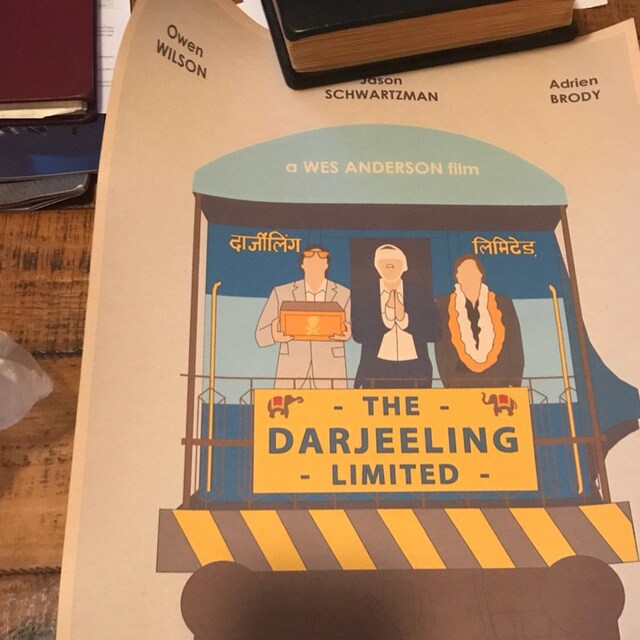 Owen
WILSON
Jason
SCHWARTZMAN
Adrien
BRODY
a WES ANDERSON film
दार्जीलिंग
लिमिटेड
- THE -
DARJEELING
- LIMITED -